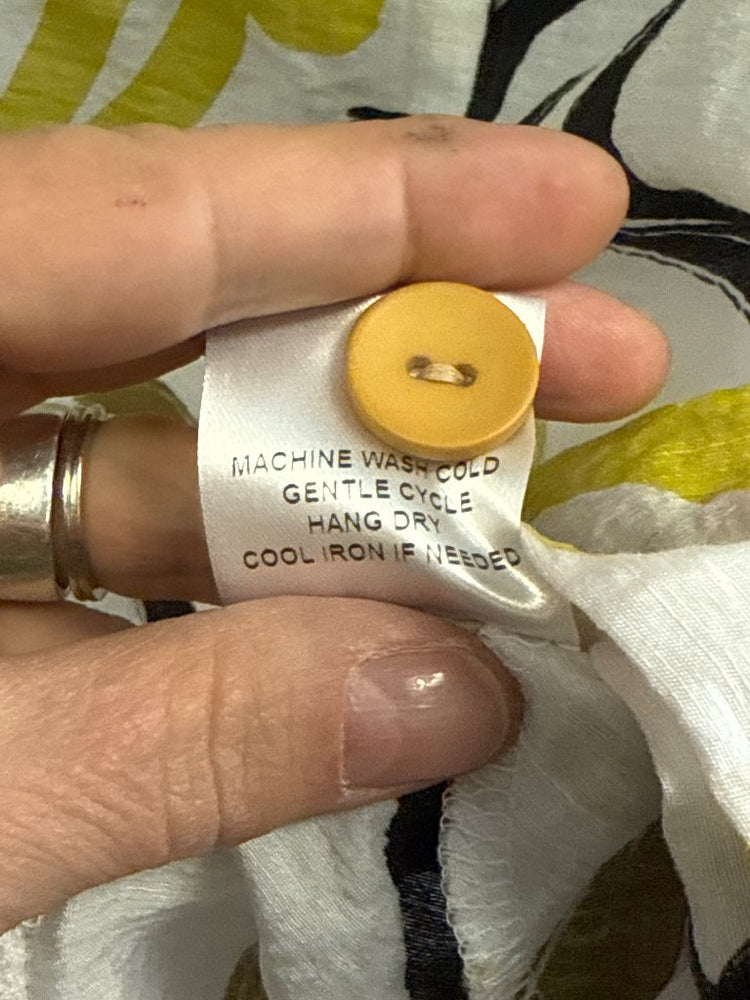 MACHINE WASH COLD
GENTLE CYCLE
HANG DRY
COOL IRON IF NEEDED